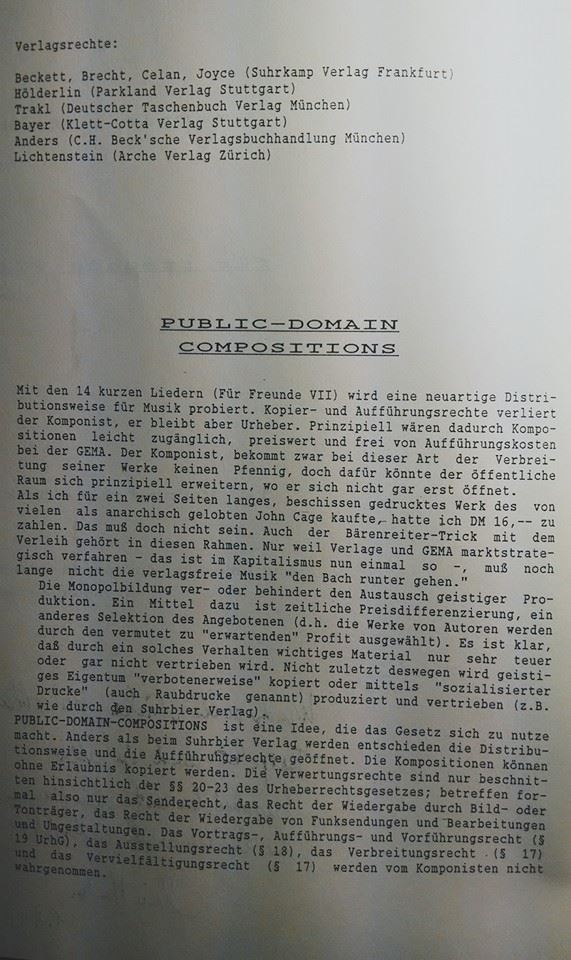 Verlagsrechte:
Beckett, Brecht, Celan, Joyce (Suhrkamp Verlag Frankfurt)
Hölderlin (Parkland Verlag Stuttgart)
Trakl (Deutscher Taschenbuch Verlag München)
Bayer (Klett-Cotta Verlag Stuttgart)
Anders (C.H. Beck'sche Verlagsbuchhandlung München)
Lichtenstein (Arche Verlag Zürich)
PUBLIC-DOMAIN
COMPOSITIONS
Mit den 14 kurzen Liedern (Für Freunde VII) wird eine neuartige Distri-
butionsweise für Musik probiert. Kopier- und Aufführungsrechte verliert
der Komponist, er bleibt aber Urheber. Prinzipiell wären dadurch Kompo-
sitionen leicht zugänglich, preiswert und frei von Aufführungskosten
bei der GEMA. Der Komponist, bekommt zwar bei dieser Art der Verbrei-
tung seiner Werke keinen Pfennig, doch dafür könnte der öffentliche
Raum sich prinzipiell erweitern, wo er sich nicht gar erst öffnet.
Als ich für ein zwei Seiten langes, beschissen gedrucktes Werk des von
vielen als anarchisch gelobten John Cage kaufte, hatte ich DM 16,-- zu
zahlen. Das muß doch nicht sein. Auch der Bärenreiter-Trick mit dem
Verleih gehört in diesen Rahmen. Nur weil Verlage und GEMA marktstrate-
gisch verfahren - das ist im Kapitalismus nun einmal so -, muß noch
lange nicht die verlagsfreie Musik "den Bach runter gehen."
Die Monopolbildung ver- oder behindert den Austausch geistiger Pro-
duktion. Ein Mittel dazu ist zeitliche Preisdifferenzierung, ein
anderes Selektion des Angebotenen (d.h. die Werke von Autoren werden
durch den vermutet zu "erwartenden" Profit ausgewählt). Es ist klar,
daß durch ein solches Verhalten wichtiges Material nur sehr teuer
oder gar nicht vertrieben wird. Nicht zuletzt deswegen wird geisti-
ges Eigentum "verbotenerweise" kopiert oder mittels "sozialisierter
Drucke" (auch Raubdrucke genannt) produziert und vertrieben (z.B.
wie durch den Suhrbier Verlag).
PUBLIC-DOMAIN-COMPOSITIONS ist eine Idee, die das Gesetz sich zu nutze
macht. Anders als beim Suhrbier Verlag werden entschieden die Distribu-
tionsweise und die Aufführungsrechte geöffnet. Die Kompositionen können
ohne Erlaubnis kopiert werden. Die Verwertungsrechte sind nur beschnit-
ten hinsichtlich der §§ 20-23 des Urheberrechtsgesetzes; betreffen for-
mal also nur das Senderecht, das Recht der Wiedergabe durch Bild- oder
Tonträger, das Recht der Wiedergabe von Funksendungen und Bearbeitungen
und Umgestaltungen. Das Vortrags-, Aufführungs- und Vorführungsrecht (§
19 UrhG), das Ausstellungsrecht (§ 18), das Verbreitungsrecht (§ 17)
und das Vervielfältigungsrecht (§ 17) werden vom Komponisten nicht
wahrgenommen.